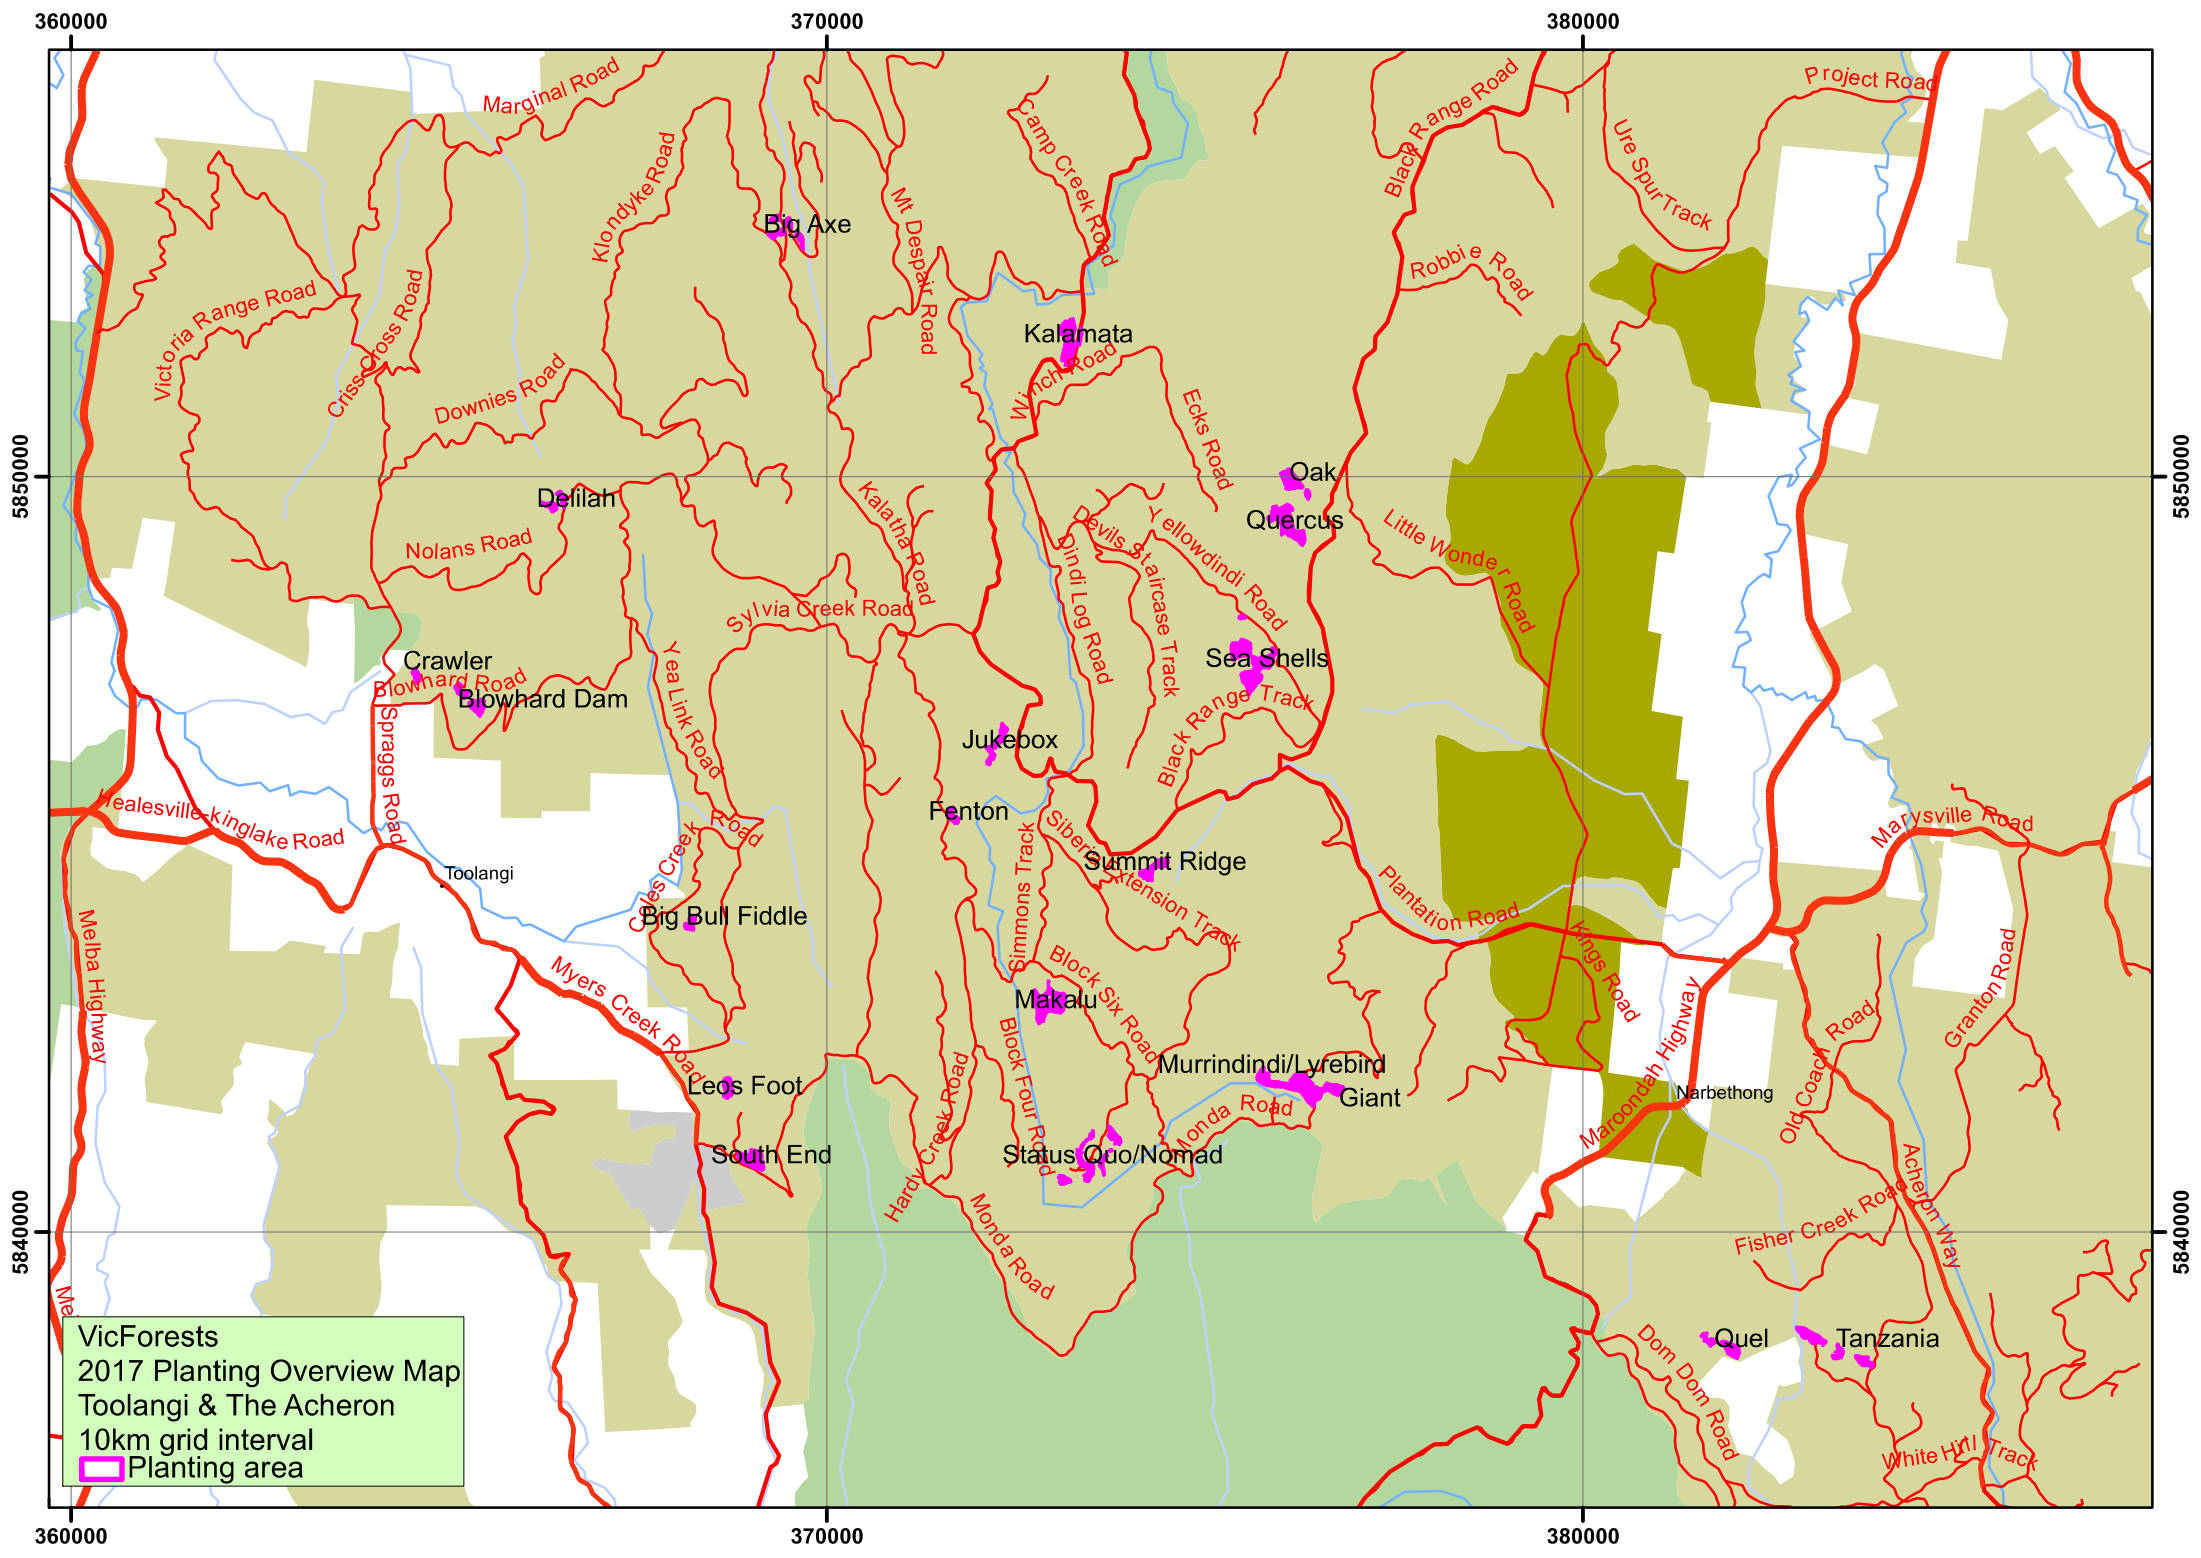 360000 370000 380000
Marginal Road
Project Road
Black Range Road
Camp Creek Road
Klondyke Road
Ure Spur Track
Mt Despair Road
Big Axe
Robbie Road
Victoria Range Road
CrissCross Road
Kalamata
Winch Road
Downies Road
Ecks Road
5850000
5850000
Oak
Delilah
Quercus
Kalatha Road
Devils Staircase Track
Yellowdindi Road
Little Wonder Road
Nolans Road
Dindi Log Road
Sylvia Creek Road
Crawler
Blowhard Road
Blowhard Dam
Yea Link Road
Sea Shells
Black Range Track
Spraggs Road
Jukebox
Healesville-kinglake Road
Fenton
Coles Creek Road
Simmons Track
Siberia Extension Track
Summit Ridge
Marysville Road
Toolangi
Plantation Road
Big Bull Fiddle
Melba Highway
Myers Creek Road
Block Six Road
Makalu
Kings Road
Granton Road
Maroondah Highway
Old Coach Road
Block Four Road
Murrindindi/Lyrebird
Giant
Narbethong
Leos Foot
Hardy Creek Road
Monda Road
South End
Status Quo/Nomad
Monda Road
Acheron Way
Fisher Creek Road
5840000
5840000
Me
Quel
Tanzania
Dom Dom Road
White Hill Track
VicForests
2017 Planting Overview Map
Toolangi & The Acheron
10km grid interval
Planting area
360000 370000 380000